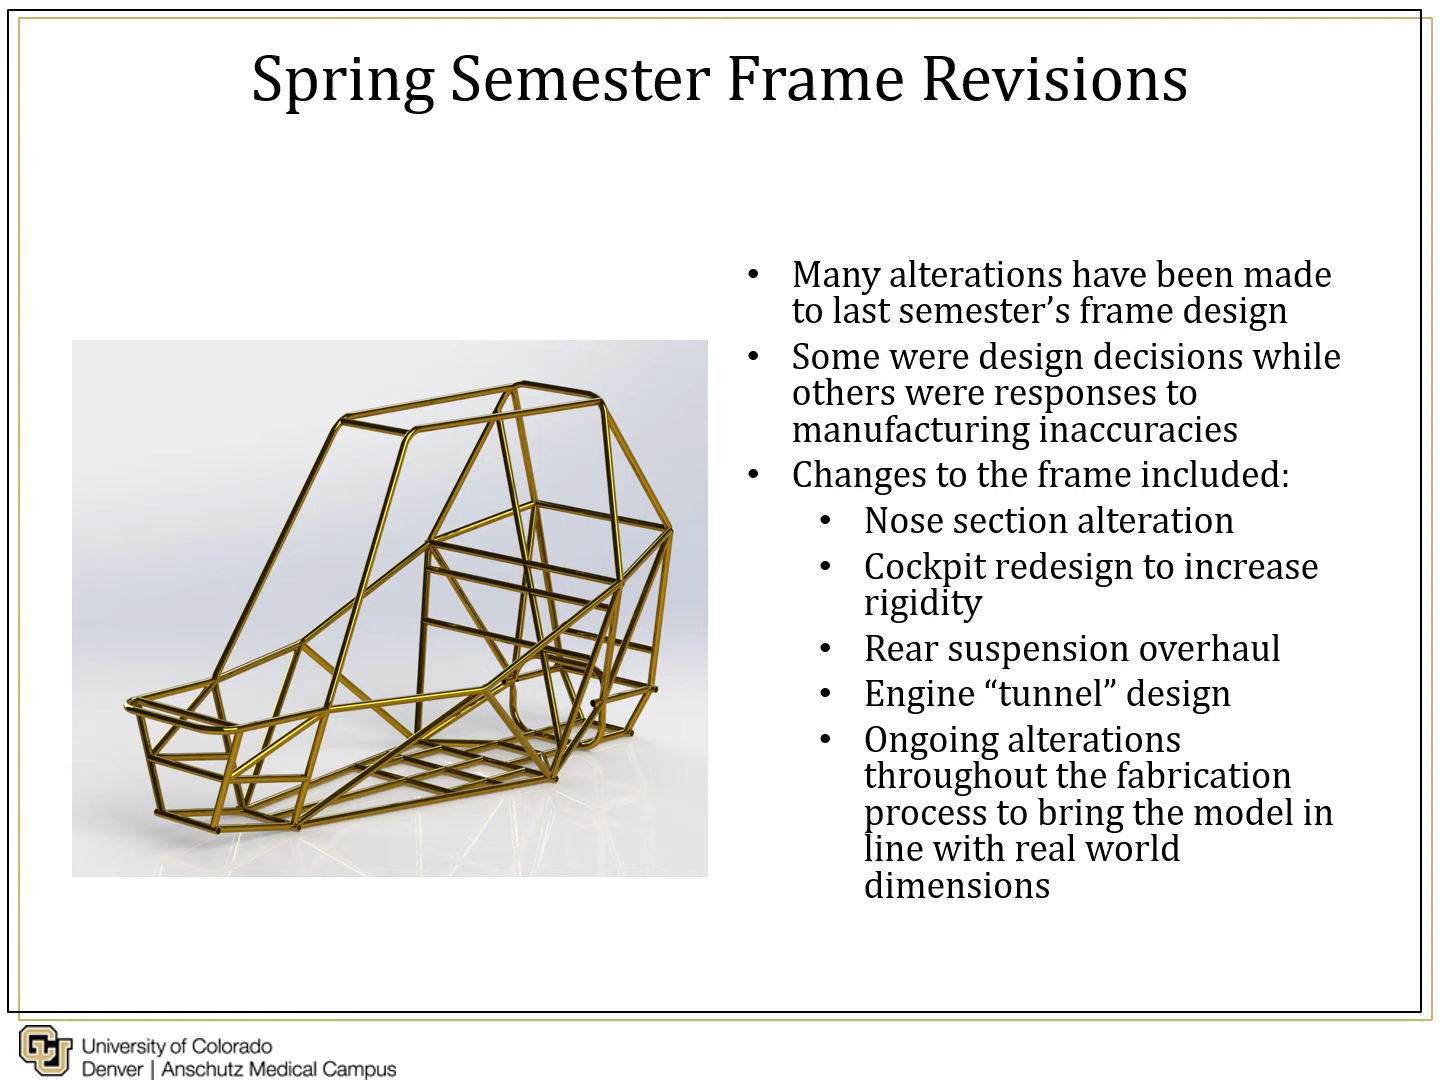 Spring Semester Frame Revisions
• Many alterations have been made
to last semester’s frame design
• Some were design decisions while
others were responses to
manufacturing inaccuracies
• Changes to the frame included:
• Nose section alteration
• Cockpit redesign to increase
rigidity
• Rear suspension overhaul
• Engine “tunnel” design
• Ongoing alterations
throughout the fabrication
process to bring the model in
line with real world
dimensions
CU
University of Colorado
Denver | Anschutz Medical Campus